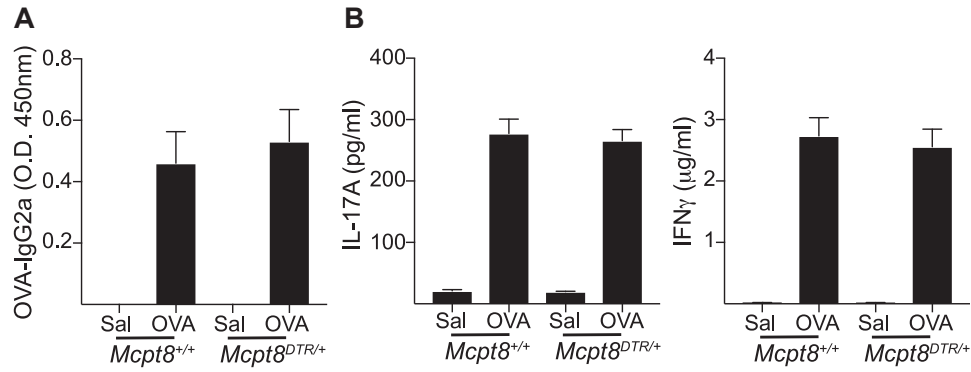 A
OVA-IgG2a (O.D. 450nm)
0.8
0.6
0.4
0.2
Sal OVA Sal OVA
Mcpt8+/+ Mcpt8DTR/+
B
IL-17A (pg/ml)
400
300
200
100
Sal OVA Sal OVA
Mcpt8+/+ Mcpt8DTR/+
IFNγ (μg/ml)
4
3
2
1
Sal OVA Sal OVA
Mcpt8+/+ Mcpt8DTR/+